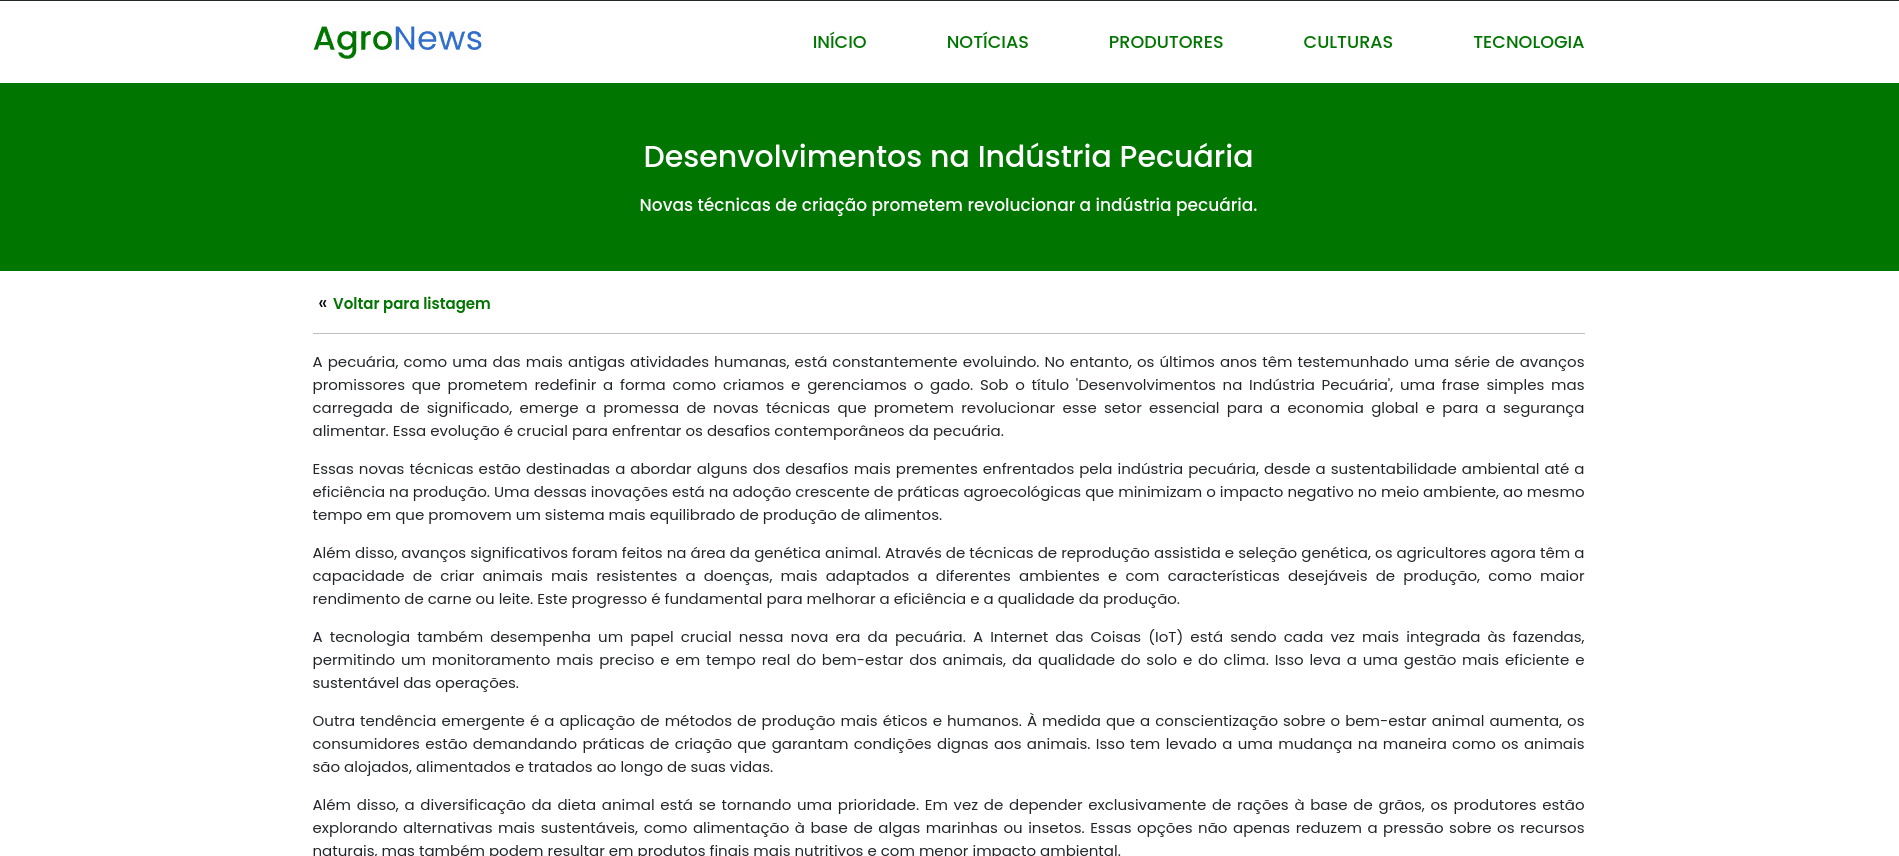 AgroNews
INÍCIO NOTÍCIAS PRODUTORES CULTURAS TECNOLOGIA
Desenvolvimentos na Indústria Pecuária
Novas técnicas de criação prometem revolucionar a indústria pecuária.
« Voltar para listagem
A pecuária, como uma das mais antigas atividades humanas, está constantemente evoluindo. No entanto, os últimos anos têm testemunhado uma série de avanços
promissores que prometem redefinir a forma como criamos e gerenciamos o gado. Sob o título 'Desenvolvimentos na Indústria Pecuária', uma frase simples mas
carregada de significado, emerge a promessa de novas técnicas que prometem revolucionar esse setor essencial para a economia global e para a segurança
alimentar. Essa evolução é crucial para enfrentar os desafios contemporâneos da pecuária.
Essas novas técnicas estão destinadas a abordar alguns dos desafios mais prementes enfrentados pela indústria pecuária, desde a sustentabilidade ambiental até a
eficiência na produção. Uma dessas inovações está na adoção crescente de práticas agroecológicas que minimizam o impacto negativo no meio ambiente, ao mesmo
tempo em que promovem um sistema mais equilibrado de produção de alimentos.
Além disso, avanços significativos foram feitos na área da genética animal. Através de técnicas de reprodução assistida e seleção genética, os agricultores agora têm a
capacidade de criar animais mais resistentes a doenças, mais adaptados a diferentes ambientes e com características desejáveis de produção, como maior
rendimento de carne ou leite. Este progresso é fundamental para melhorar a eficiência e a qualidade da produção.
A tecnologia também desempenha um papel crucial nessa nova era da pecuária. A Internet das Coisas (IoT) está sendo cada vez mais integrada às fazendas,
permitindo um monitoramento mais preciso e em tempo real do bem-estar dos animais, da qualidade do solo e do clima. Isso leva a uma gestão mais eficiente e
sustentável das operações.
Outra tendência emergente é a aplicação de métodos de produção mais éticos e humanos. À medida que a conscientização sobre o bem-estar animal aumenta, os
consumidores estão demandando práticas de criação que garantam condições dignas aos animais. Isso tem levado a uma mudança na maneira como os animais
são alojados, alimentados e tratados ao longo de suas vidas.
Além disso, a diversificação da dieta animal está se tornando uma prioridade. Em vez de depender exclusivamente de rações à base de grãos, os produtores estão
explorando alternativas mais sustentáveis, como alimentação à base de algas marinhas ou insetos. Essas opções não apenas reduzem a pressão sobre os recursos
naturais, mas também podem resultar em produtos finais mais nutritivos e com menor impacto ambiental.